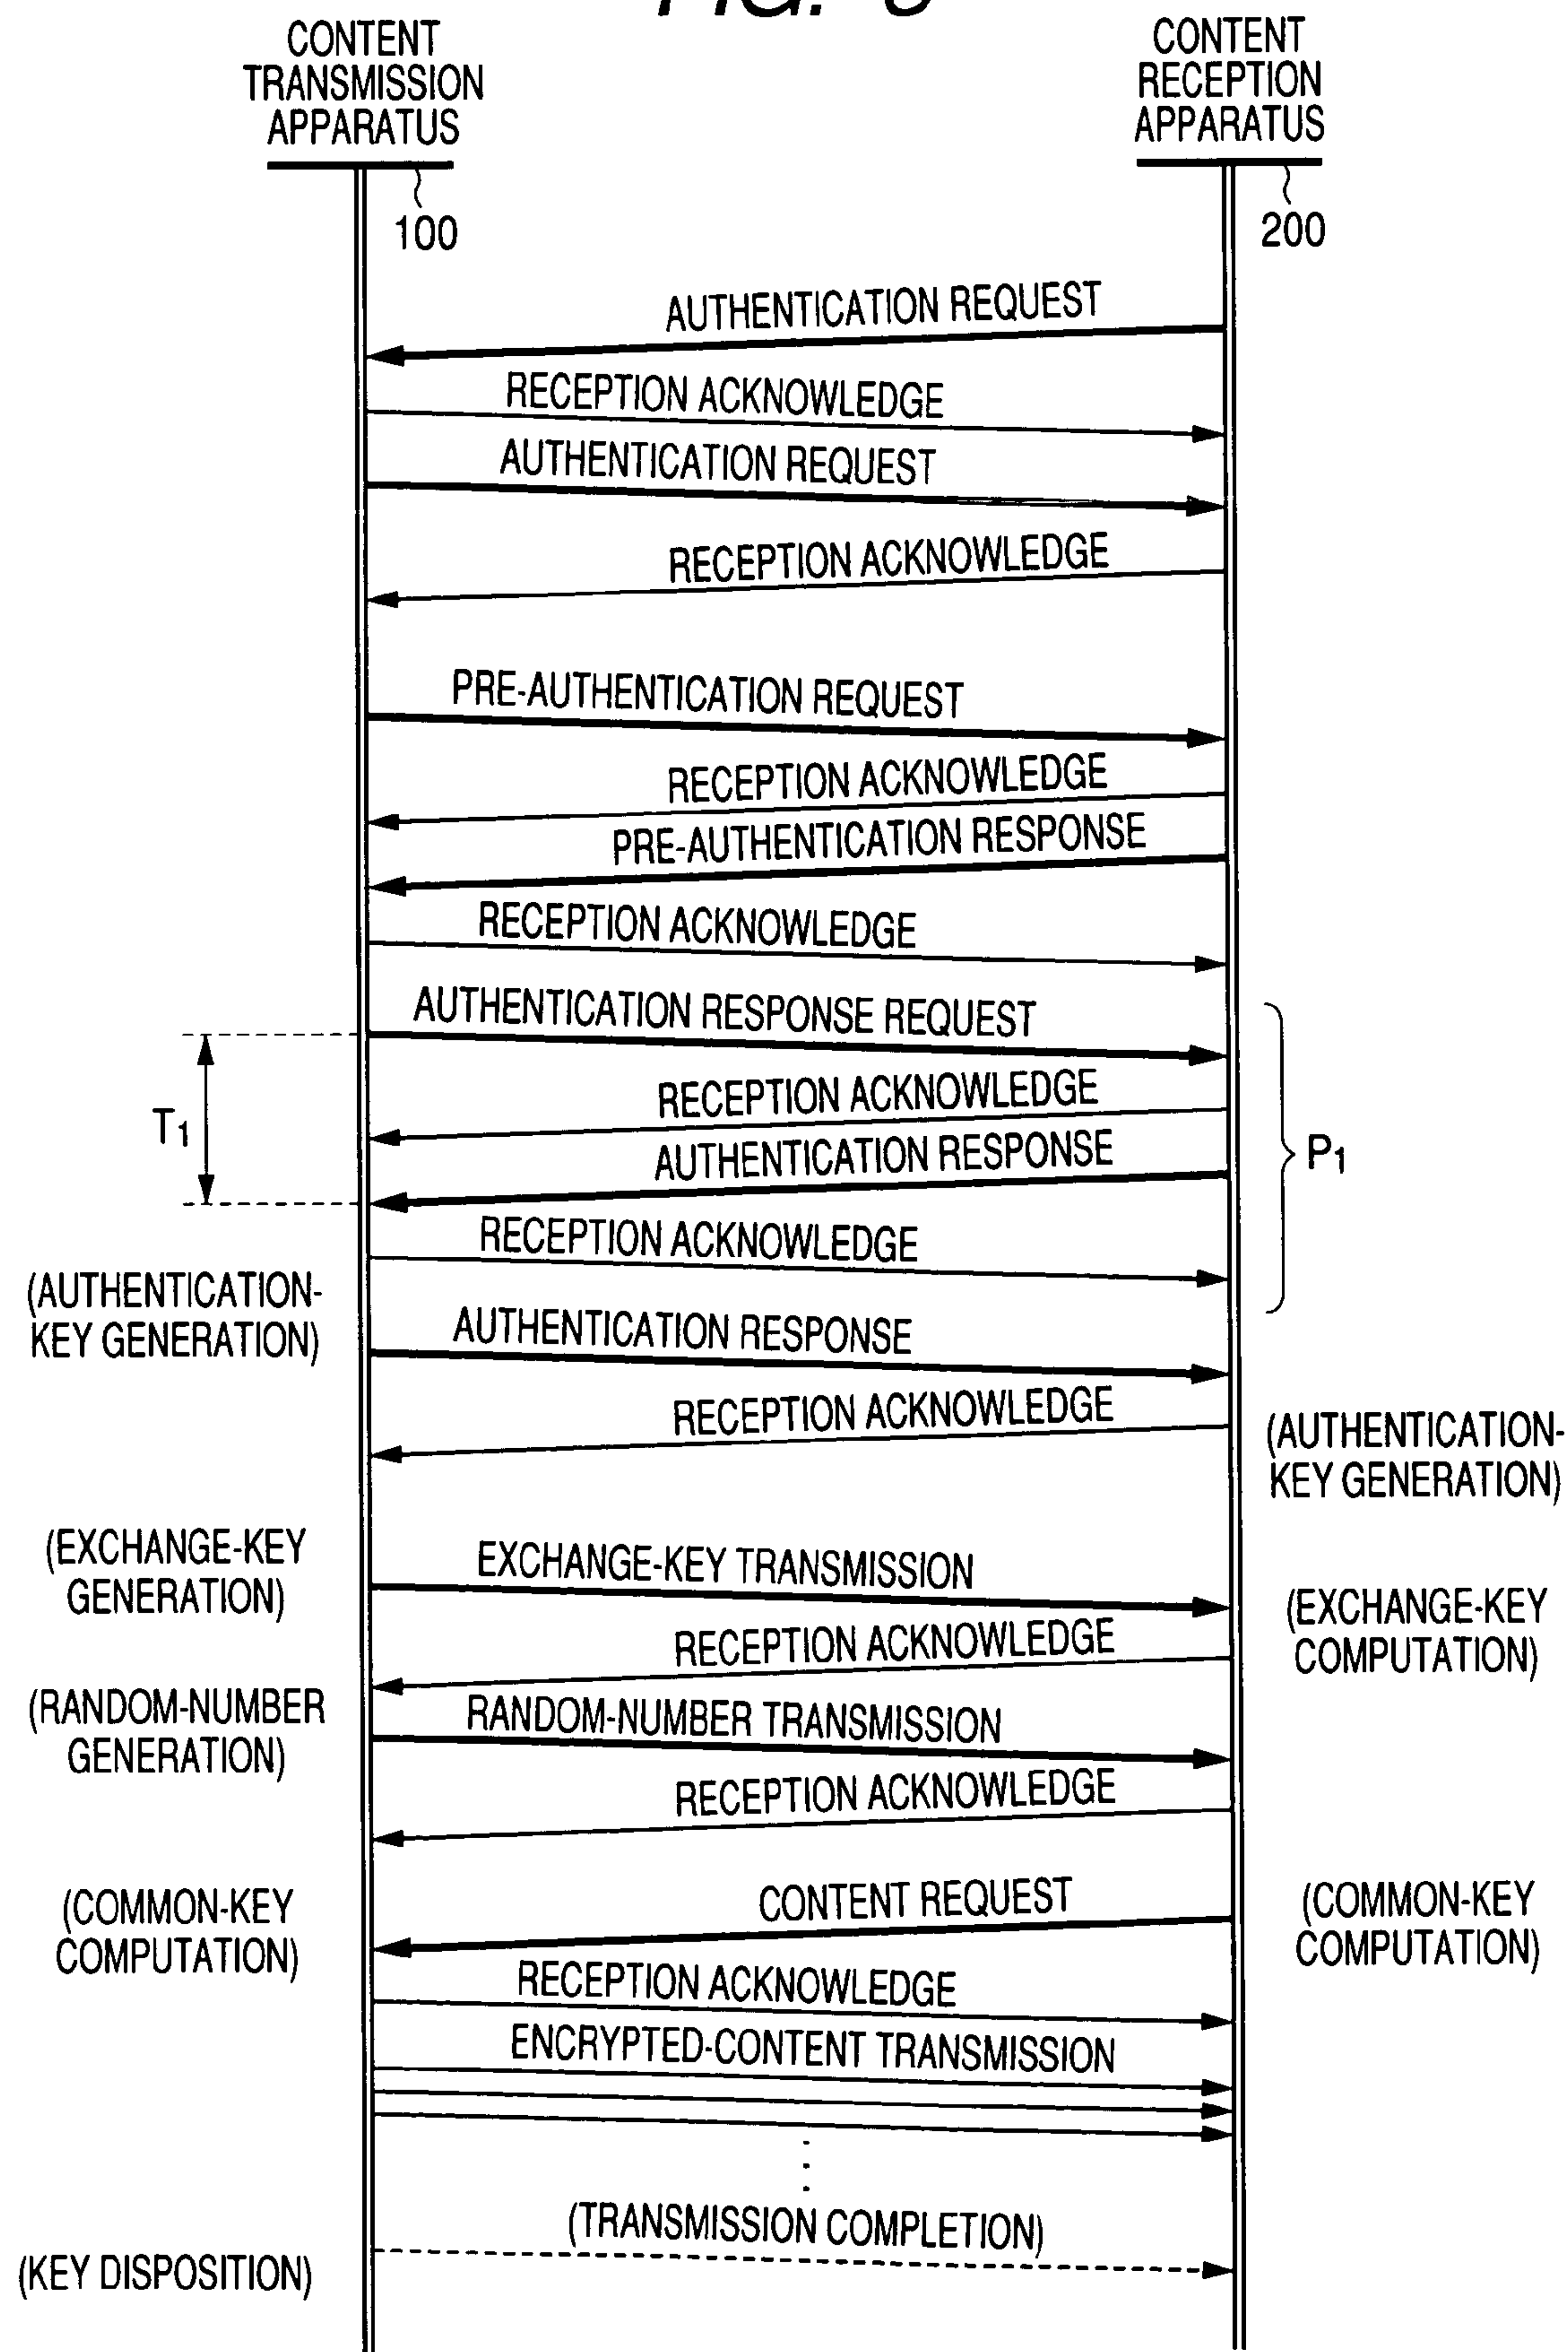 CONTENT
TRANSMISSION
APPARATUS
100
CONTENT
RECEPTION
APPARATUS
200
AUTHENTICATION REQUEST
RECEPTION ACKNOWLEDGE
AUTHENTICATION REQUEST
RECEPTION ACKNOWLEDGE
PRE-AUTHENTICATION REQUEST
RECEPTION ACKNOWLEDGE
PRE-AUTHENTICATION RESPONSE
RECEPTION ACKNOWLEDGE
AUTHENTICATION RESPONSE REQUEST
RECEPTION ACKNOWLEDGE
T1
P1
AUTHENTICATION RESPONSE
RECEPTION ACKNOWLEDGE
(AUTHENTICATION-
KEY GENERATION)
AUTHENTICATION RESPONSE
RECEPTION ACKNOWLEDGE
(AUTHENTICATION-
KEY GENERATION)
(EXCHANGE-KEY
GENERATION)
EXCHANGE-KEY TRANSMISSION
(EXCHANGE-KEY
COMPUTATION)
RECEPTION ACKNOWLEDGE
(RANDOM-NUMBER
GENERATION)
RANDOM-NUMBER TRANSMISSION
RECEPTION ACKNOWLEDGE
(COMMON-KEY
COMPUTATION)
CONTENT REQUEST
(COMMON-KEY
COMPUTATION)
RECEPTION ACKNOWLEDGE
ENCRYPTED-CONTENT TRANSMISSION
(TRANSMISSION COMPLETION)
(KEY DISPOSITION)